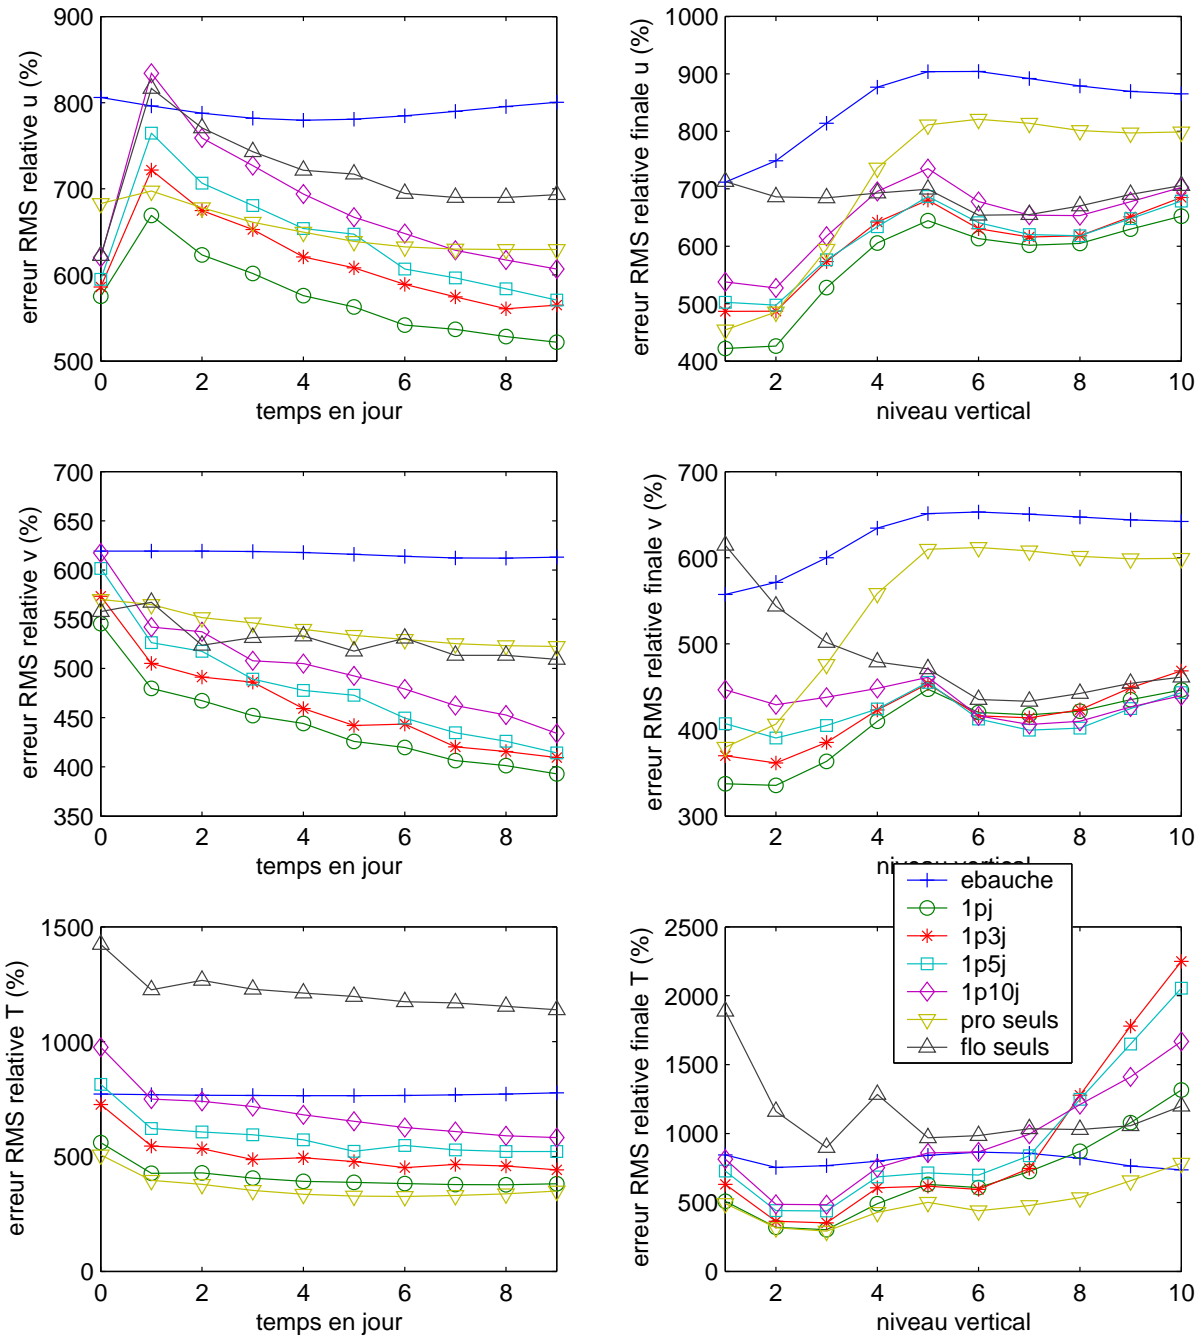 erreur RMS relative u (%)
900
800
700
600
500
0 2 4 6 8
temps en jour
erreur RMS relative finale u (%)
1000
900
800
700
600
500
400
2 4 6 8 10
niveau vertical
erreur RMS relative v (%)
700
650
600
550
500
450
400
350
0 2 4 6 8
temps en jour
erreur RMS relative finale v (%)
700
600
500
400
300
2 4 6 8 10
niveau vertical
erreur RMS relative T (%)
1500
1000
500
0
0 2 4 6 8
temps en jour
erreur RMS relative finale T (%)
2500
2000
1500
1000
500
0
2 4 6 8 10
niveau vertical
ebauche
1pj
1p3j
1p5j
1p10j
pro seuls
flo seuls